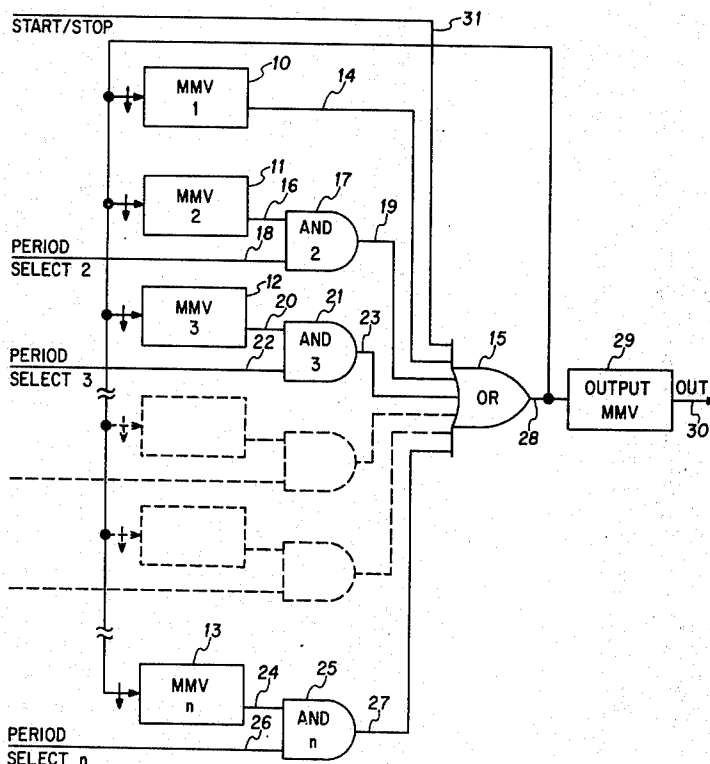 31
START/STOP
10
MMV
1
14
11
MMV
2
16
17
AND
2
19
18
PERIOD
SELECT 2
12
MMV
3
20
21
AND
3
23
22
PERIOD
SELECT 3
15
OR
28
29
OUTPUT
MMV
OUT
30
13
MMV
n
24
25
AND
n
27
26
PERIOD
SELECT n